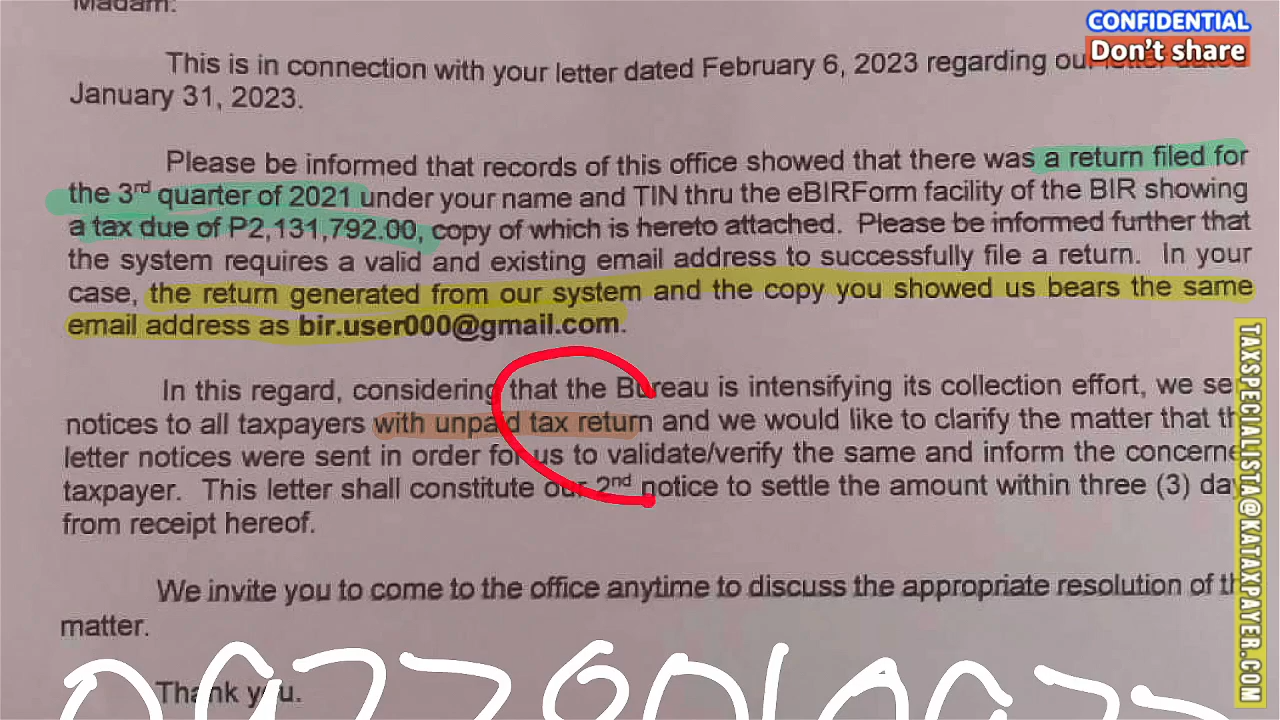 Madam:
CONFIDENTIAL
Don't share
This is in connection with your letter dated February 6, 2023 regarding our letter dated
January 31, 2023.
Please be informed that records of this office showed that there was a return filed for
the 3rd quarter of 2021 under your name and TIN thru the eBIRForm facility of the BIR showing
a tax due of P2,131,792.00, copy of which is hereto attached. Please be informed further that
the system requires a valid and existing email address to successfully file a return. In your
case, the return generated from our system and the copy you showed us bears the same
email address as bir.user000@gmail.com.
In this regard, considering that the Bureau is intensifying its collection effort, we se
notices to all taxpayers with unpaid tax return and we would like to clarify the matter that th
letter notices were sent in order for us to validate/verify the same and inform the concerne
taxpayer. This letter shall constitute our 2nd notice to settle the amount within three (3) da
from receipt hereof.
We invite you to come to the office anytime to discuss the appropriate resolution of th
matter.
Thank you.
TAXSPECIALISTA@KATAXPAYER.COM